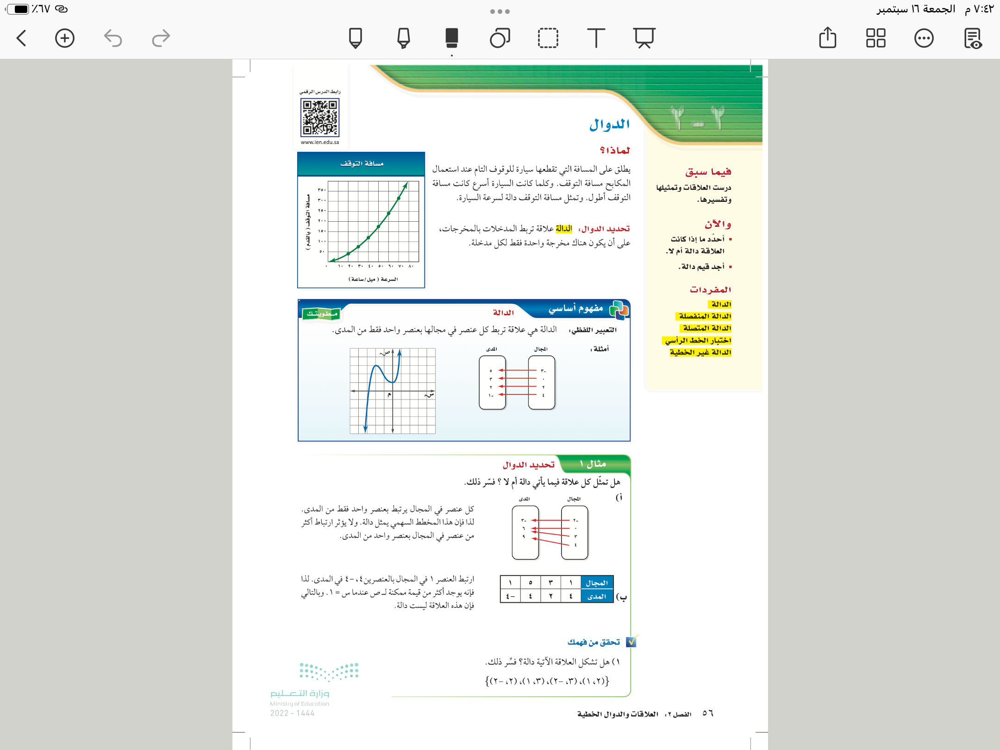 ٧:٤٢ م الجمعة ١٦ سبتمبر
٪٦٧
٢ - ٢
رابط الدرس الرقمي
www.ien.edu.sa
الدوال
لماذا؟
يطلق على المسافة التي تقطعها سيارة للوقوف التام عند استعمال
المكابح مسافة التوقف. وكلما كانت السيارة أسرع كانت مسافة
التوقف أطول. وتمثل مسافة التوقف دالة لسرعة السيارة.
تحديد الدوال: الدالة علاقة تربط المدخلات بالمخرجات،
على أن يكون هناك مخرجة واحدة فقط لكل مدخلة.
مسافة التوقف
مسافة التوقف (بالقدم)
٣٥٠
٣٠٠
٢٥٠
٢٠٠
١٥٠
١٠٠
٥٠
٠ ١٠ ٢٠ ٣٠ ٤٠ ٥٠ ٦٠ ٧٠ ٨٠
السرعة (ميل/ساعة)
فيما سبق
درست العلاقات وتمثيلها
وتفسيرها.
والآن
▪ أحدّد ما إذا كانت
العلاقة دالة أم لا.
▪ أجد قيم دالة.
المفردات
الدالة
الدالة المنفصلة
الدالة المتصلة
اختبار الخط الرأسي
الدالة غير الخطية
مفهوم أساسي
الدالة
مـطويتـك
التعبير اللفظي: الدالة هي علاقة تربط كل عنصر في مجالها بعنصر واحد فقط من المدى.
أمثلة:
المجال المدى
-٣ ٥
٠ ٣
٢ ٢
٤ -١
ص
م
س
مثال ١
تحديد الدوال
هل تمثّل كل علاقة فيما يأتي دالة أم لا ؟ فسّر ذلك.
أ)
المجال المدى
-٢ -٣
٠ ٦
٣ ٩
٤
كل عنصر في المجال يرتبط بعنصر واحد فقط من المدى.
لذا فإن هذا المخطط السهمي يمثل دالة. ولا يؤثر ارتباط أكثر
من عنصر في المجال بعنصر واحد من المدى.
ب)
المجال ١ ٣ ٥ ١
المدى ٤ ٢ ٤ -٤
ارتبط العنصر ١ في المجال بالعنصرين ٤، -٤ في المدى. لذا
فإنه يوجد أكثر من قيمة ممكنة لـ ص عندما س = ١. وبالتالي
فإن هذه العلاقة ليست دالة.
تحقق من فهمك
١) هل تشكل العلاقة الآتية دالة؟ فسِّر ذلك.
{(٢، ١)، (٣، -٢)، (٣، ١)، (٢، -٢)}
وزارة التعـــليم
Ministry of Education
2022 - 1444
٥٦ الفصل ٢: العلاقات والدوال الخطية